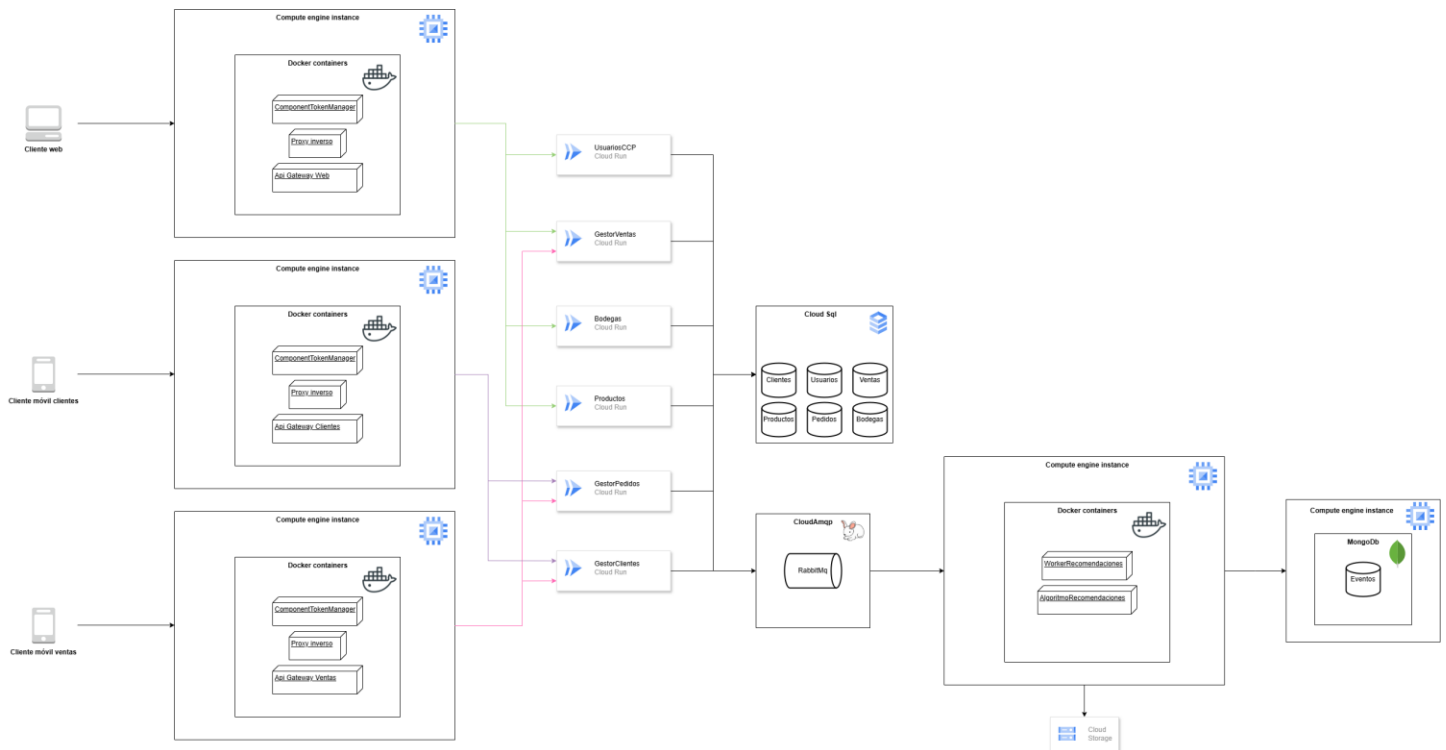 Compute engine instance
Docker containers
ComponentTokenManager
Proxy inverso
Api Gateway Web
Cliente web
Compute engine instance
Docker containers
ComponentTokenManager
Proxy inverso
Api Gateway Clientes
Cliente móvil clientes
Compute engine instance
Docker containers
ComponentTokenManager
Proxy inverso
Api Gateway Ventas
Cliente móvil ventas
UsuariosCCP
Cloud Run
GestorVentas
Cloud Run
Bodegas
Cloud Run
Productos
Cloud Run
GestorPedidos
Cloud Run
GestorClientes
Cloud Run
Cloud Sql
Clientes
Usuarios
Ventas
Productos
Pedidos
Bodegas
CloudAmqp
RabbitMq
Compute engine instance
Docker containers
WorkerRecomendaciones
AlgoritmoRecomendaciones
Cloud
Storage
Compute engine instance
MongoDb
Eventos